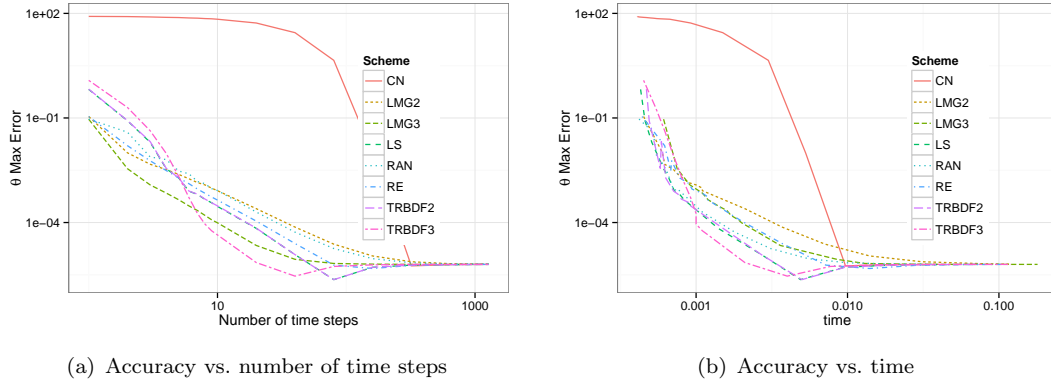 1e+02
1e−01
1e−04
θ Max Error
10
1000
Number of time steps
Scheme
CN
LMG2
LMG3
LS
RAN
RE
TRBDF2
TRBDF3
(a) Accuracy vs. number of time steps
1e+02
1e−01
1e−04
θ Max Error
0.001
0.010
0.100
time
Scheme
CN
LMG2
LMG3
LS
RAN
RE
TRBDF2
TRBDF3
(b) Accuracy vs. time